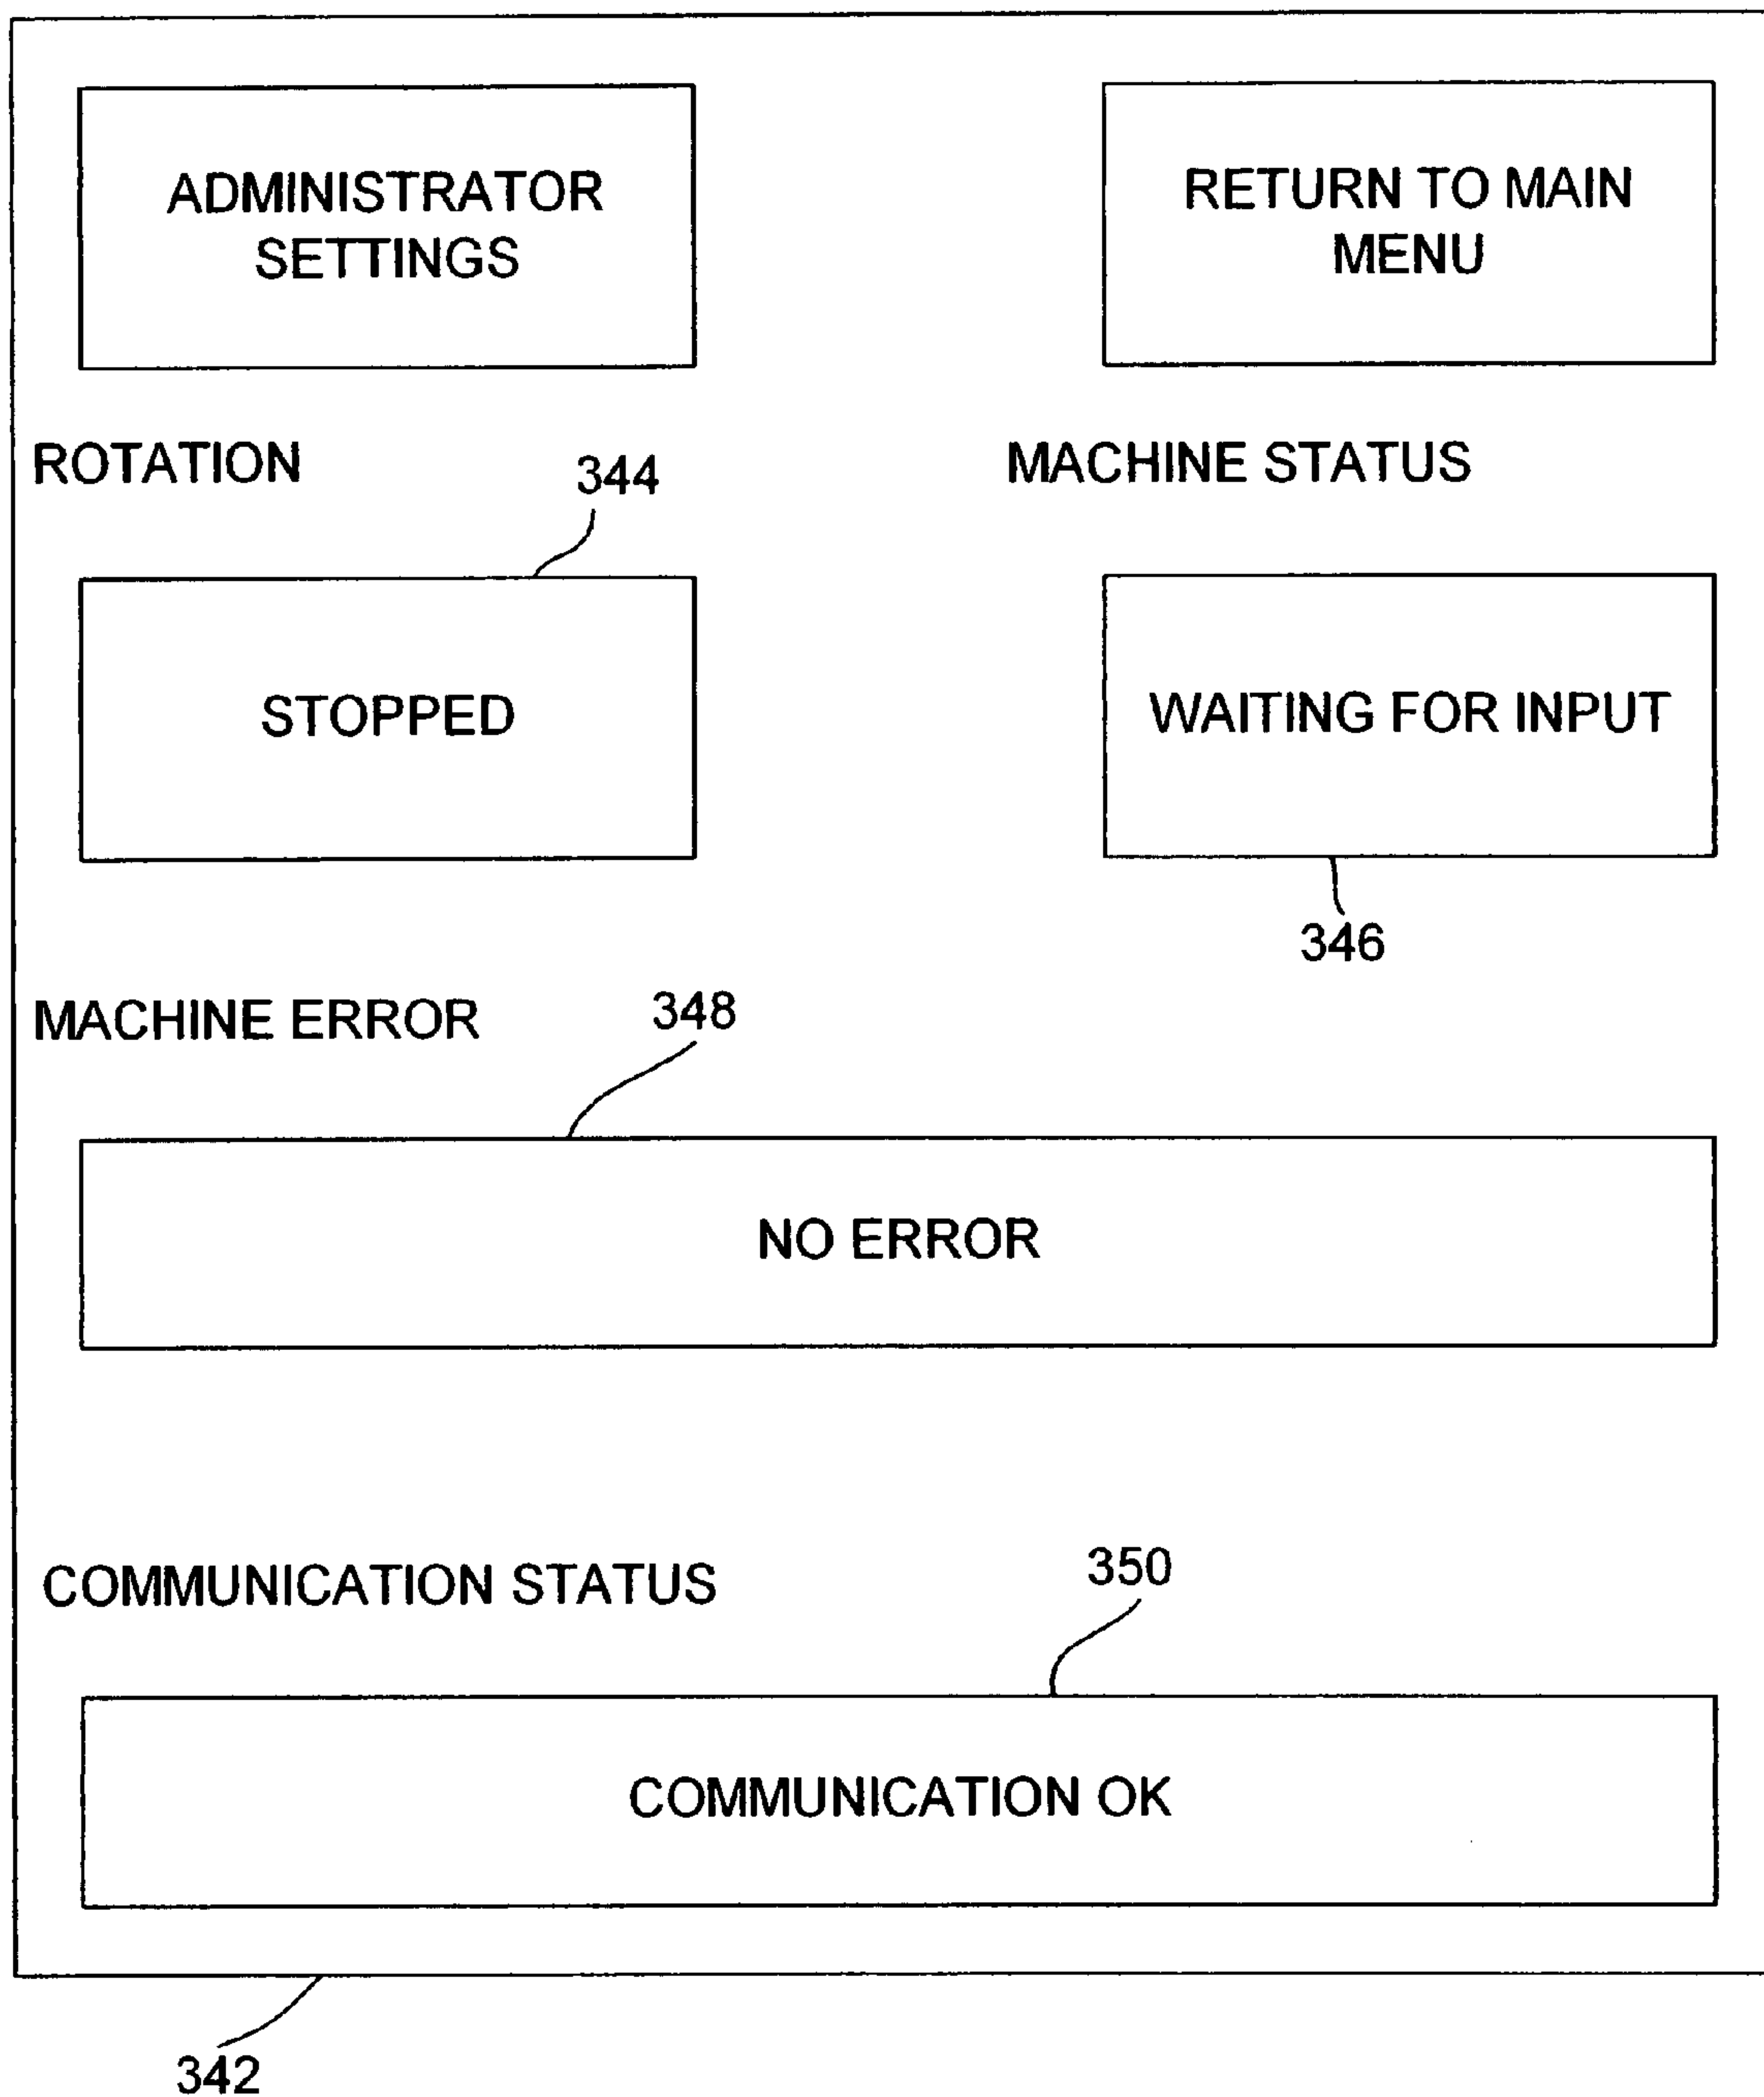 ADMINISTRATOR
SETTINGS
RETURN TO MAIN
MENU
ROTATION
344
MACHINE STATUS
STOPPED
WAITING FOR INPUT
346
MACHINE ERROR
348
NO ERROR
COMMUNICATION STATUS
350
COMMUNICATION OK
342